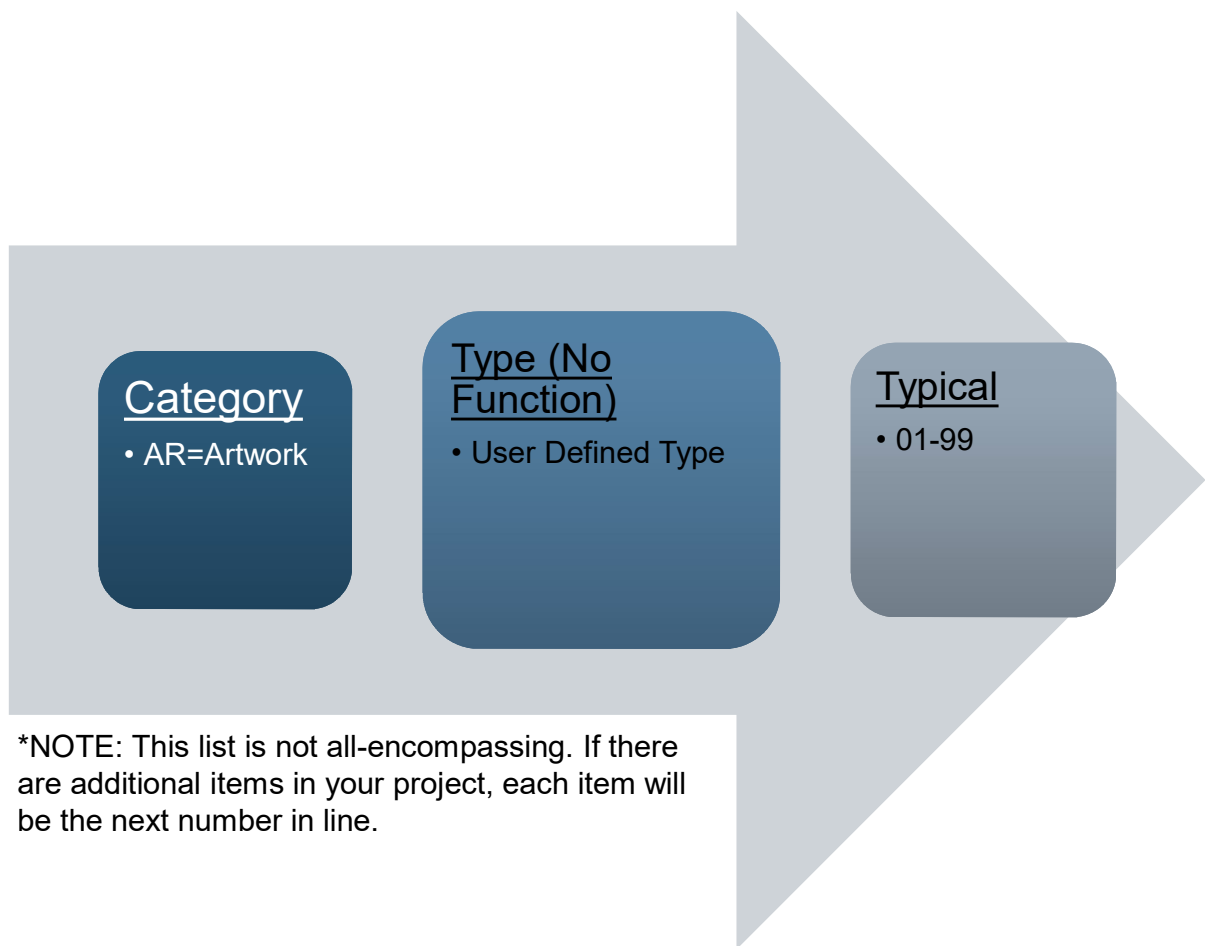 Category
• AR=Artwork
Type (No
Function)
• User Defined Type
Typical
• 01-99
*NOTE: This list is not all-encompassing. If there
are additional items in your project, each item will
be the next number in line.